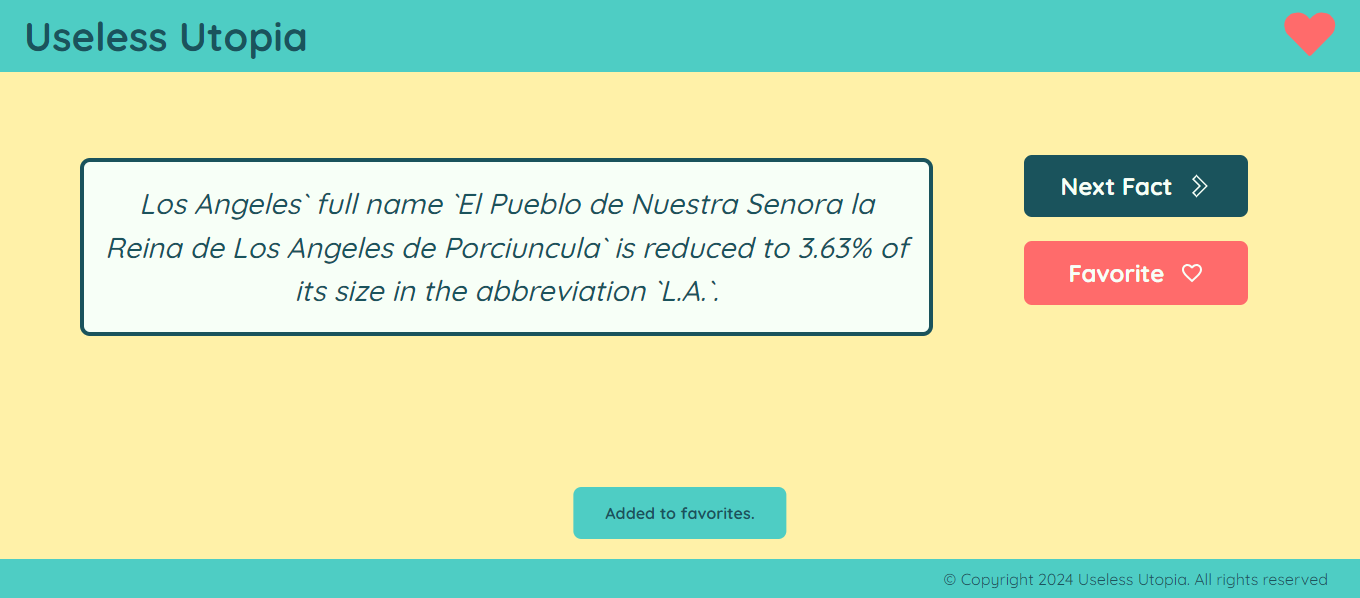 Useless Utopia
Los Angeles` full name `El Pueblo de Nuestra Senora la
Reina de Los Angeles de Porciuncula` is reduced to 3.63% of
its size in the abbreviation `L.A.`.
Next Fact
Favorite
Added to favorites.
© Copyright 2024 Useless Utopia. All rights reserved